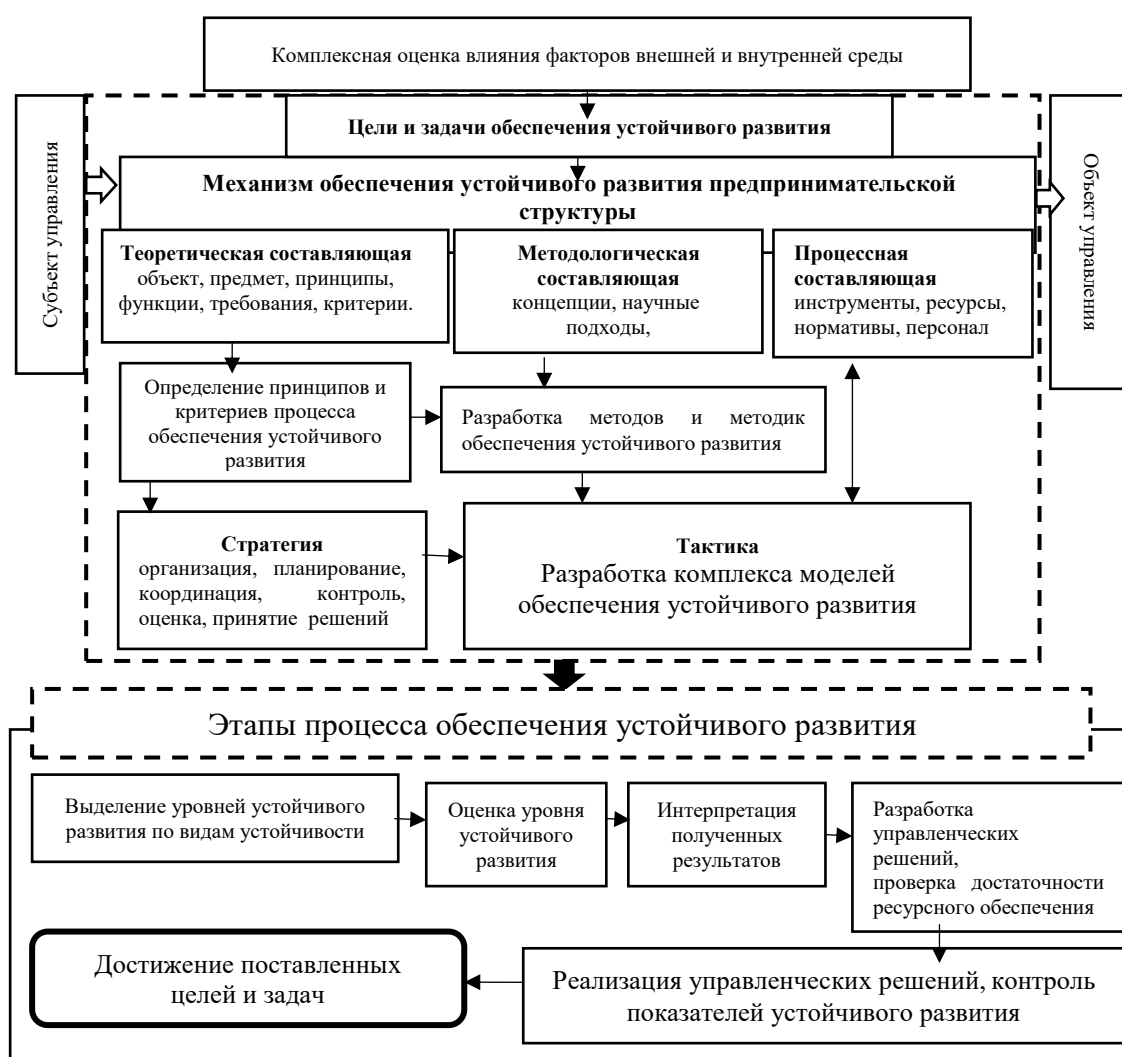 Комплексная оценка влияния факторов внешней и внутренней среды
Цели и задачи обеспечения устойчивого развития
Субъект управления
Механизм обеспечения устойчивого развития предпринимательской
структуры
Объект управления
Теоретическая составляющая
объект, предмет, принципы,
функции, требования, критерии.
Методологическая
составляющая
концепции, научные
подходы,
Процессная
составляющая
инструменты, ресурсы,
нормативы, персонал
Определение принципов и
критериев процесса
обеспечения устойчивого
развития
Разработка методов и методик
обеспечения устойчивого развития
Стратегия
организация, планирование,
координация, контроль,
оценка, принятие решений
Тактика
Разработка комплекса моделей
обеспечения устойчивого развития
Этапы процесса обеспечения устойчивого развития
Выделение уровней устойчивого
развития по видам устойчивости
Оценка уровня
устойчивого
развития
Интерпретация
полученных
результатов
Разработка
управленческих
решений,
проверка достаточности
ресурсного обеспечения
Достижение поставленных
целей и задач
Реализация управленческих решений, контроль
показателей устойчивого развития